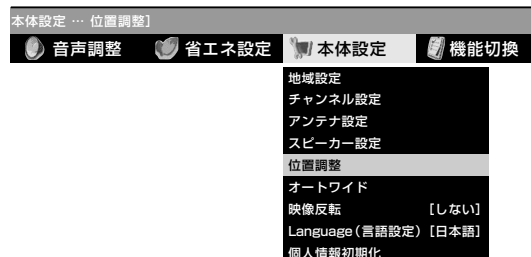 本体設定 … 位置調整]
音声調整 省エネ設定 本体設定 機能切換
地域設定
チャンネル設定
アンテナ設定
スピーカー設定
位置調整
オートワイド
映像反転 [しない]
Language(言語設定) [日本語]
個人情報初期化